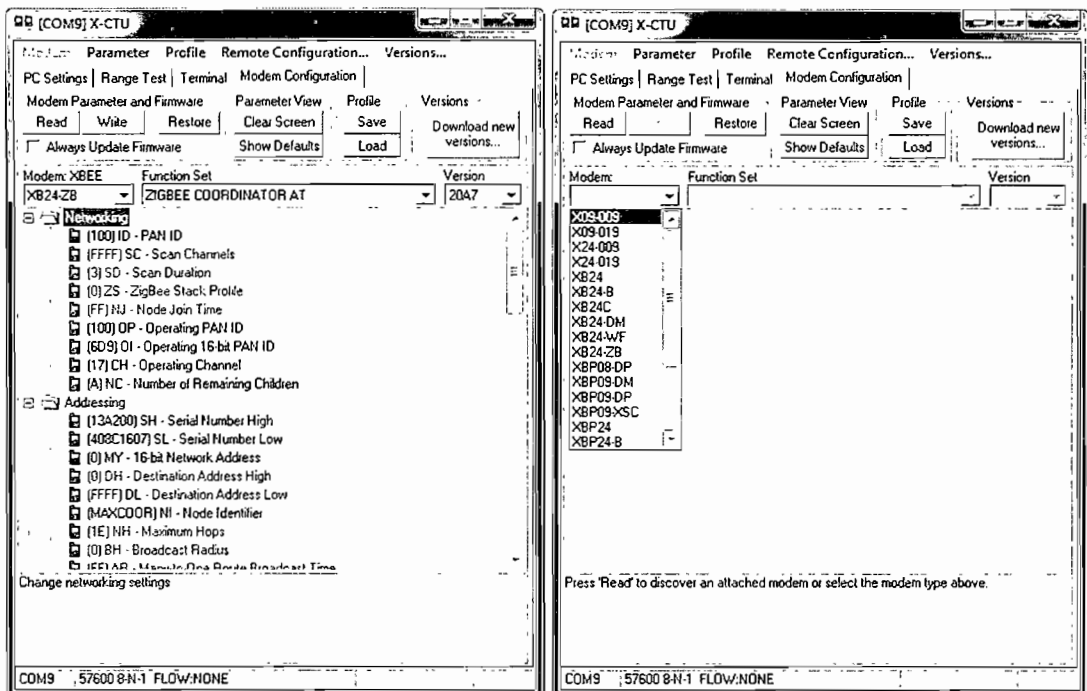 [COM9] X-CTU
Parameter Profile Remote Configuration... Versions...
PC Settings Range Test Terminal Modem Configuration
Modem Parameter and Firmware Parameter View Profile Versions
Read Write Restore Clear Screen Save Download new versions...
Always Update Firmware Show Defaults Load
Modem: XBEE Function Set Version
XB24-ZB ZIGBEE COORDINATOR AT 20A7
Networking
(100) ID - PAN ID
(FFFF) SC - Scan Channels
(3) SD - Scan Duration
(0) ZS - ZigBee Stack Profile
(FF) NJ - Node Join Time
(100) OP - Operating PAN ID
(6D9) OI - Operating 16-bit PAN ID
(17) CH - Operating Channel
(A) NC - Number of Remaining Children
Addressing
(13A200) SH - Serial Number High
(408C1607) SL - Serial Number Low
(0) MY - 16-bit Network Address
(0) DH - Destination Address High
(FFFF) DL - Destination Address Low
(MAXCOOR) NI - Node Identifier
(1E) NH - Maximum Hops
(0) BH - Broadcast Radius
(FF) AR - Many-to-One Route Broadcast Time
Change networking settings
COM9 57600 8-N-1 FLOW:NONE
[COM9] X-CTU
Parameter Profile Remote Configuration... Versions...
PC Settings Range Test Terminal Modem Configuration
Modem Parameter and Firmware Parameter View Profile Versions
Read Restore Clear Screen Save Download new versions...
Always Update Firmware Show Defaults Load
Modem: Function Set Version
X09-009
X09-019
X24-009
X24-019
XB24
XB24-B
XB24C
XB24-DM
XB24-WF
XB24-ZB
XBP08-DP
XBP09-DM
XBP09-DP
XBP09-XSC
XBP24
XBP24-B
Press 'Read' to discover an attached modem or select the modem type above.
COM9 57600 8-N-1 FLOW:NONE